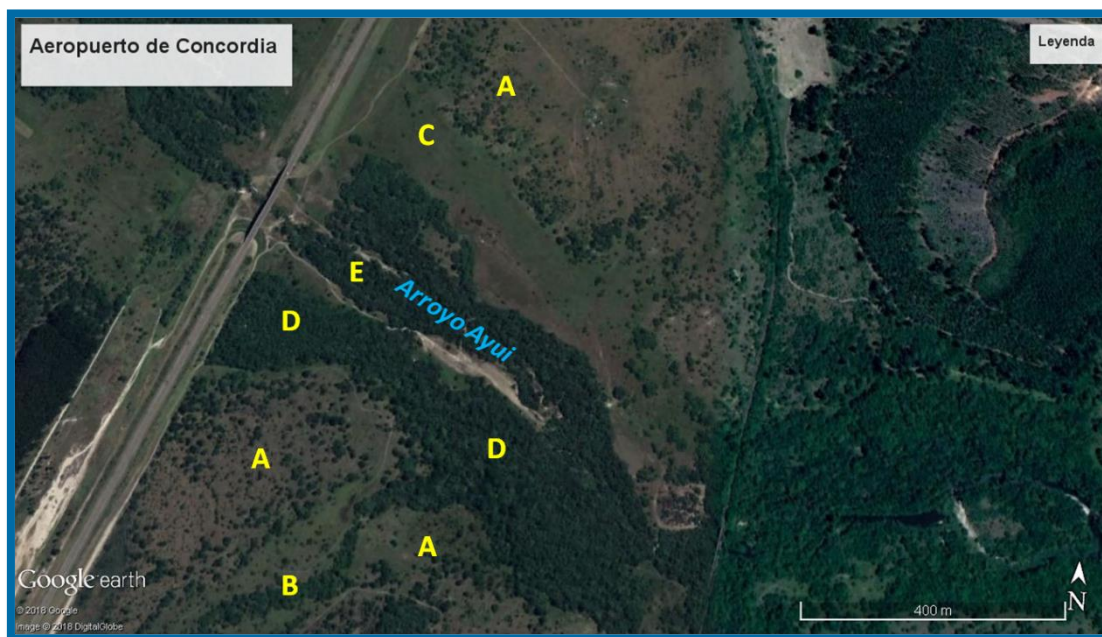 Aeropuerto de Concordia
Leyenda
A
C
E
Arroyo Ayui
D
D
A
A
B
Google earth
© 2018 Google
Image © 2018 DigitalGlobe
400 m
N